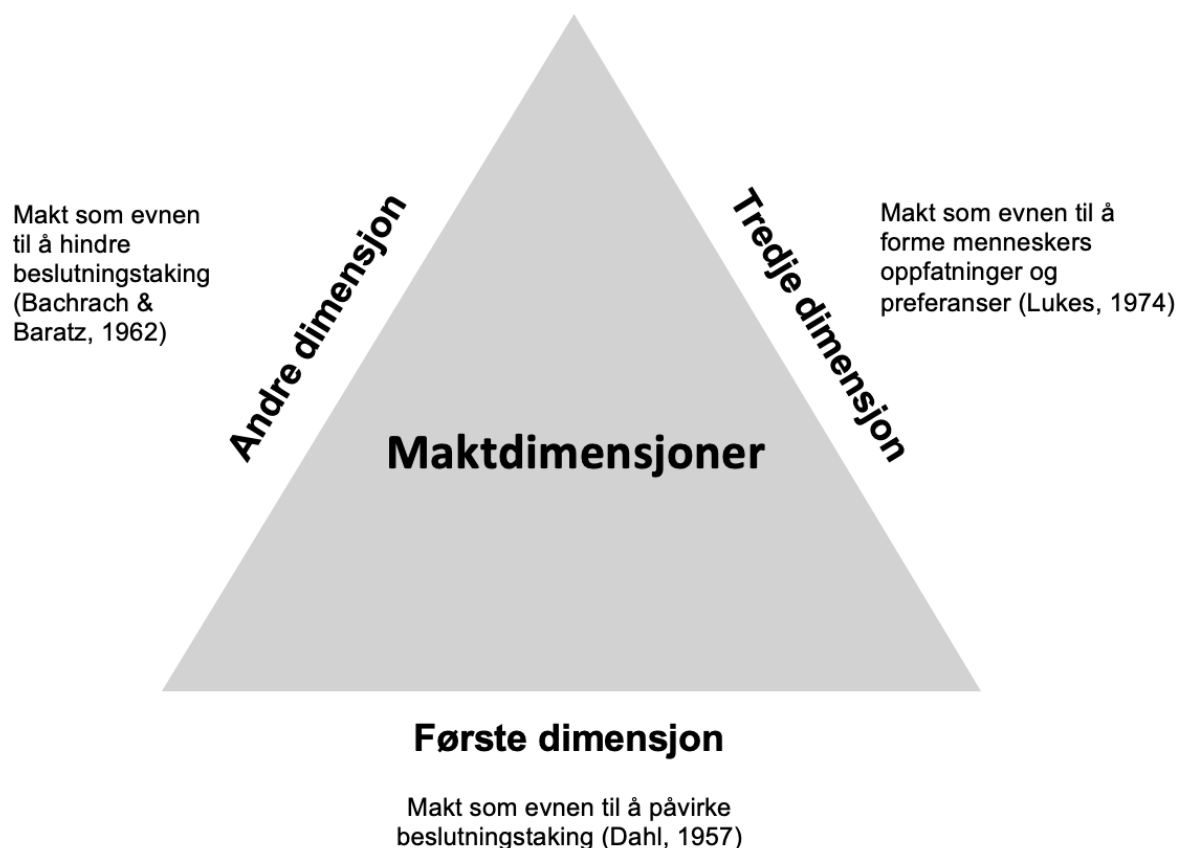 Makt som evnen
til å hindre
beslutningstaking
(Bachrach &
Baratz, 1962)
Andre dimensjon
Tredje dimensjon
Makt som evnen til å
forme menneskers
oppfatninger og
preferanser (Lukes, 1974)
Maktdimensjoner
Første dimensjon
Makt som evnen til å påvirke
beslutningstaking (Dahl, 1957)